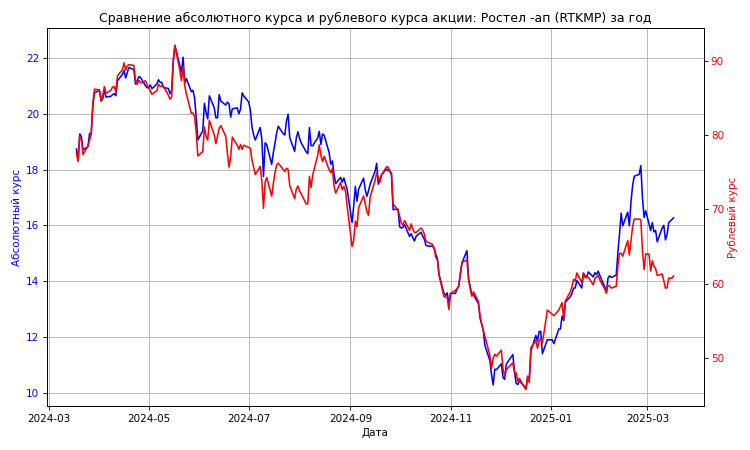 Сравнение абсолютного курса и рублевого курса акции: Ростел -ап (RTKMP) за год
Абсолютный курс
22
20
18
16
14
12
10
90
80
70
60
50
Рублевый курс
2024-03 2024-05 2024-07 2024-09 2024-11 2025-01 2025-03
Дата